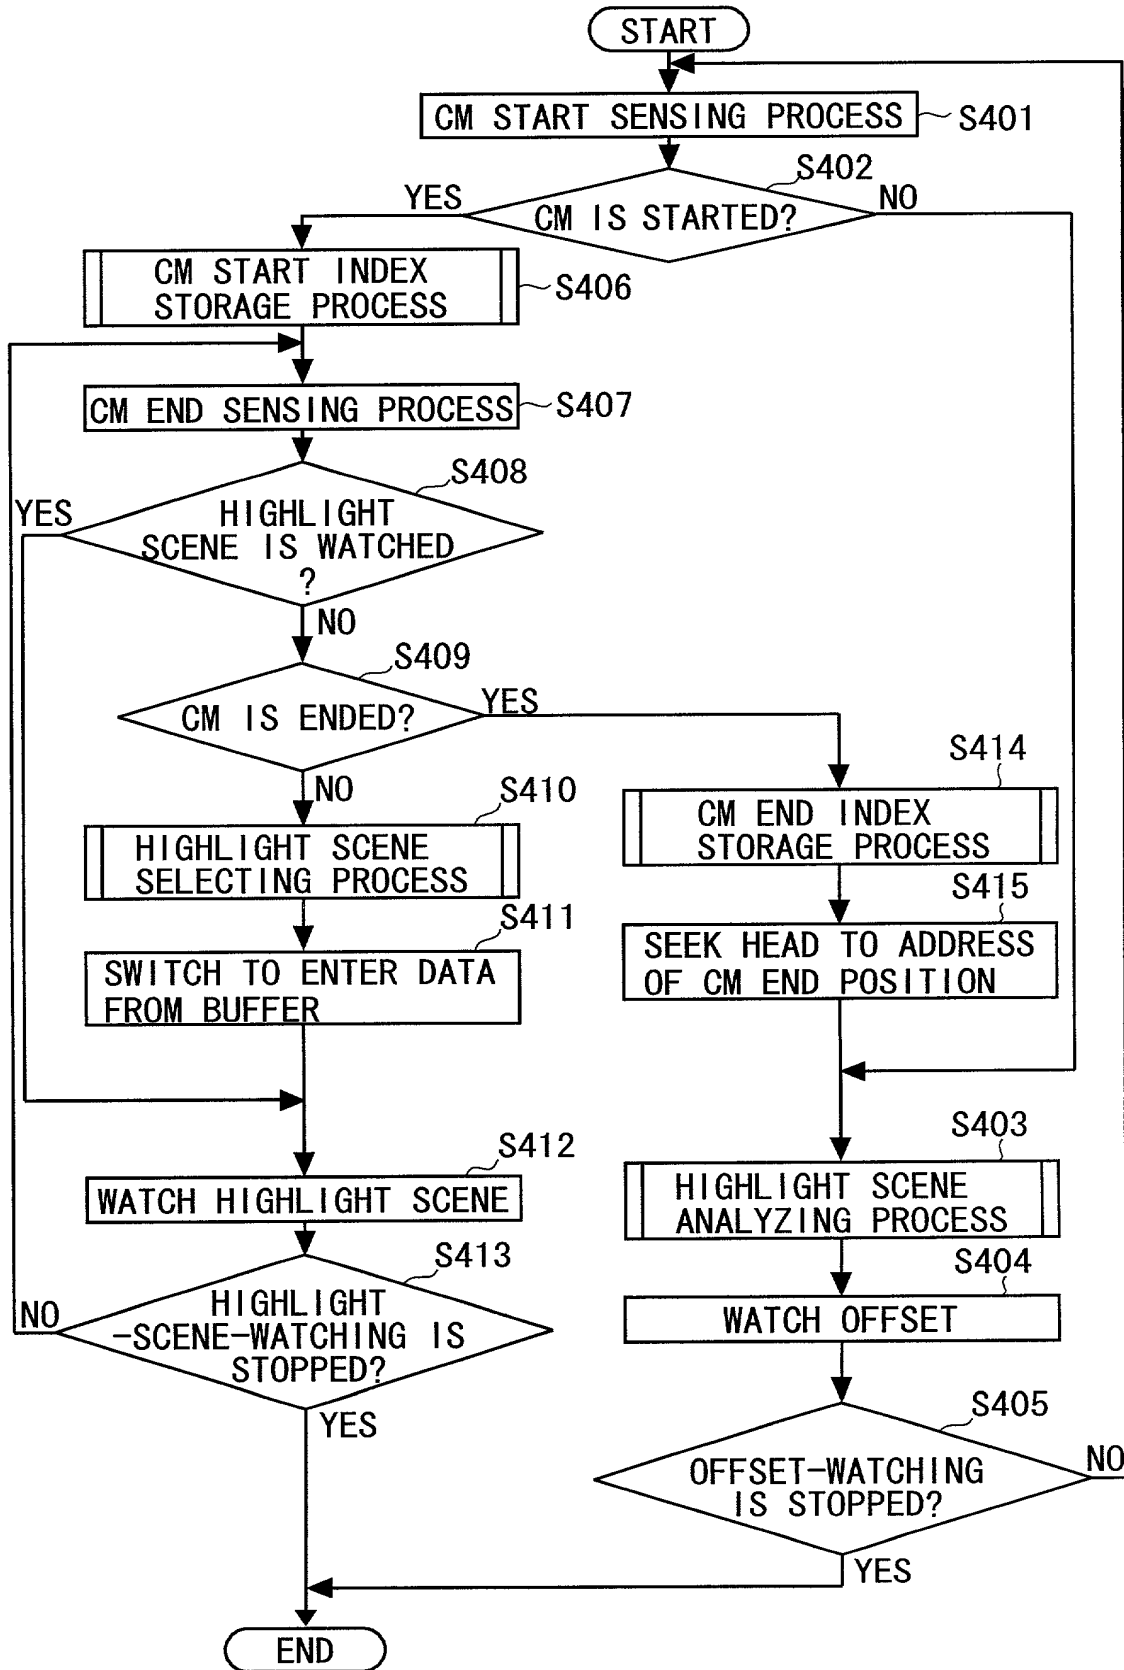 START
CM START SENSING PROCESS
S401
S402
YES
NO
CM IS STARTED?
CM START INDEX
STORAGE PROCESS
S406
CM END SENSING PROCESS
S407
S408
YES
HIGHLIGHT
SCENE IS WATCHED
?
NO
S409
CM IS ENDED?
YES
NO
S410
HIGHLIGHT SCENE
SELECTING PROCESS
S411
SWITCH TO ENTER DATA
FROM BUFFER
S414
CM END INDEX
STORAGE PROCESS
S415
SEEK HEAD TO ADDRESS
OF CM END POSITION
S412
WATCH HIGHLIGHT SCENE
S413
NO
HIGHLIGHT
-SCENE-WATCHING IS
STOPPED?
YES
S403
HIGHLIGHT SCENE
ANALYZING PROCESS
S404
WATCH OFFSET
S405
OFFSET-WATCHING
IS STOPPED?
NO
YES
END